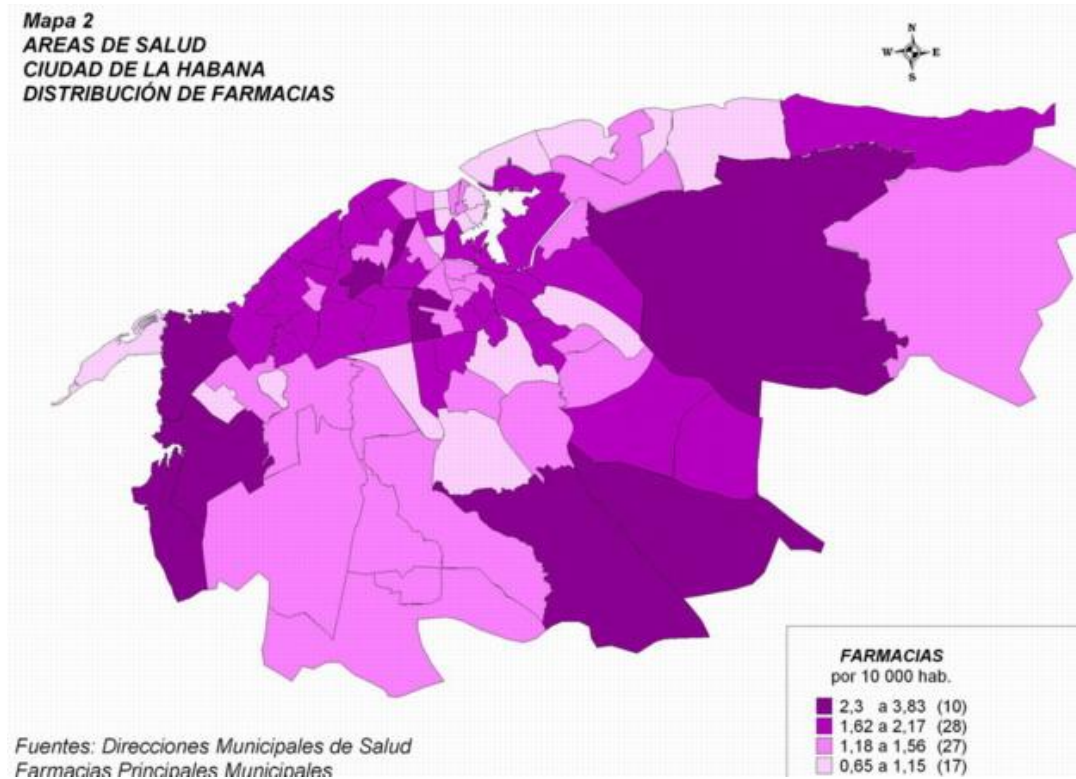 Mapa 2
AREAS DE SALUD
CIUDAD DE LA HABANA
DISTRIBUCIÓN DE FARMACIAS
N
W E
S
FARMACIAS
por 10 000 hab.
2,3 a 3,83 (10)
1,62 a 2,17 (28)
1,18 a 1,56 (27)
0,65 a 1,15 (17)
Fuentes: Direcciones Municipales de Salud
Farmacias Principales Municipales